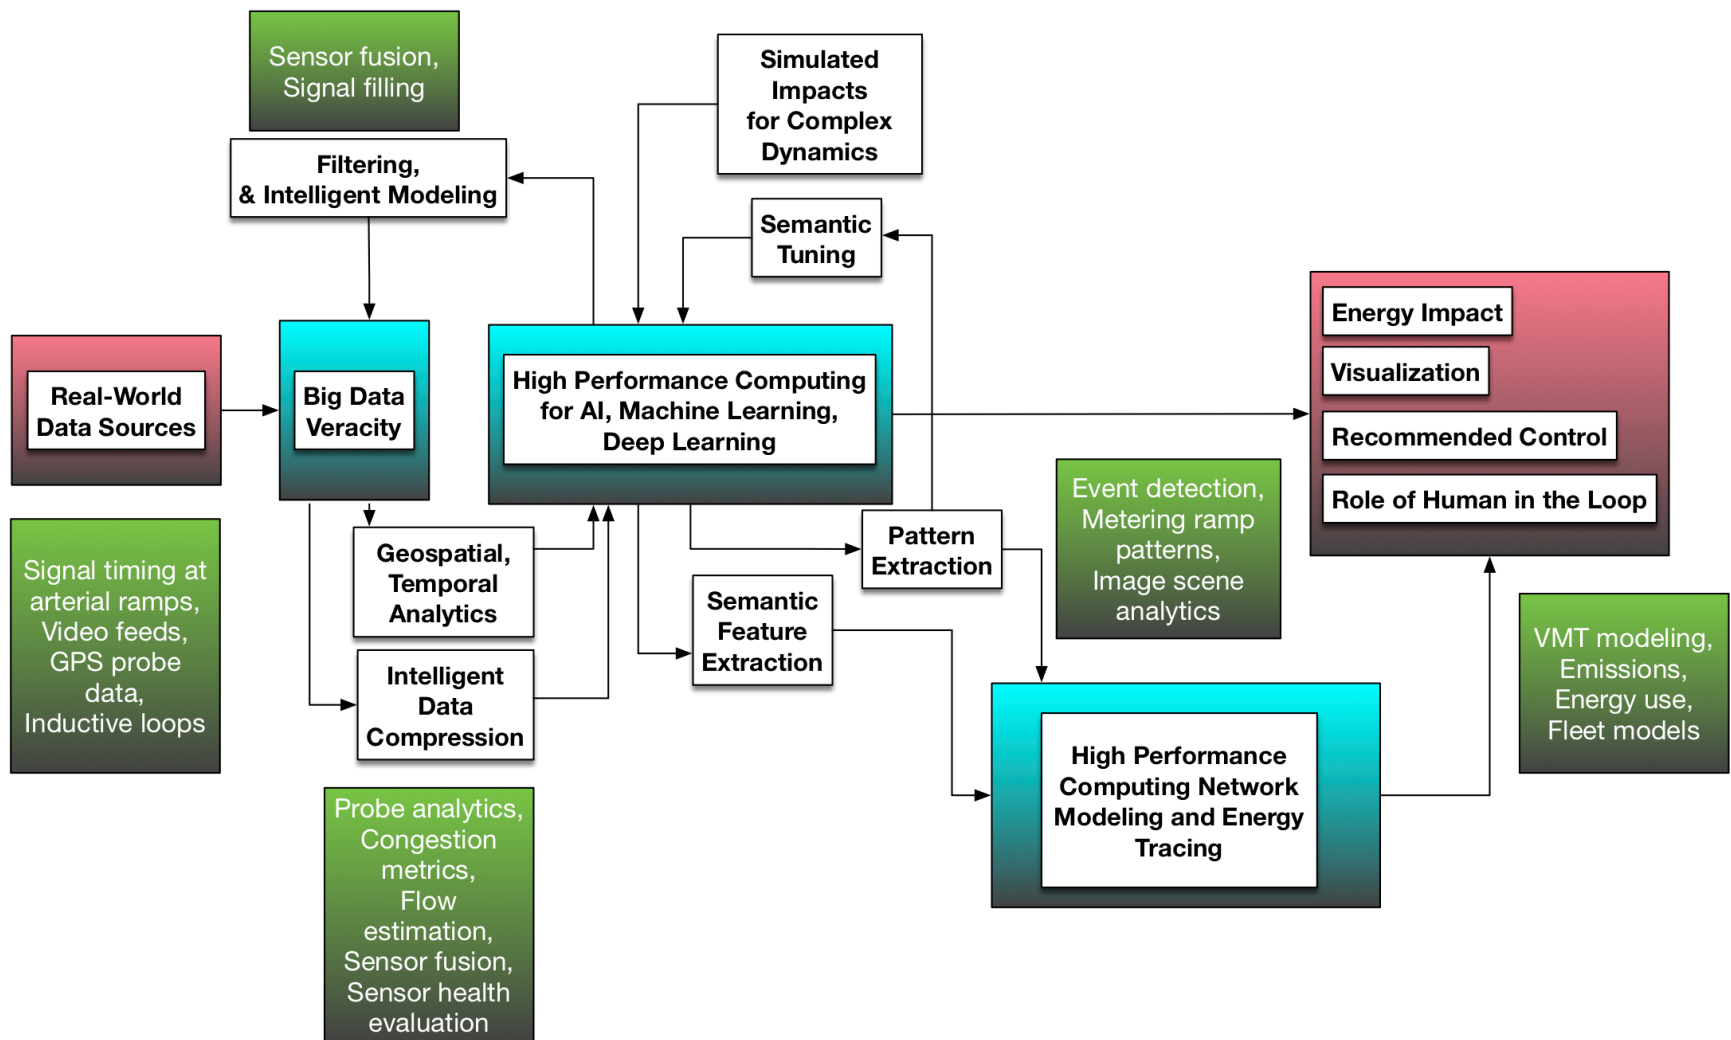 Sensor fusion,
Signal filling
Filtering,
& Intelligent Modeling
Simulated
Impacts
for Complex
Dynamics
Semantic
Tuning
Real-World
Data Sources
Big Data
Veracity
High Performance Computing
for AI, Machine Learning,
Deep Learning
Energy Impact
Visualization
Recommended Control
Role of Human in the Loop
Signal timing at
arterial ramps,
Video feeds,
GPS probe
data,
Inductive loops
Geospatial,
Temporal
Analytics
Intelligent
Data
Compression
Semantic
Feature
Extraction
Pattern
Extraction
Event detection,
Metering ramp
patterns,
Image scene
analytics
VMT modeling,
Emissions,
Energy use,
Fleet models
High Performance
Computing Network
Modeling and Energy
Tracing
Probe analytics,
Congestion
metrics,
Flow
estimation,
Sensor fusion,
Sensor health
evaluation